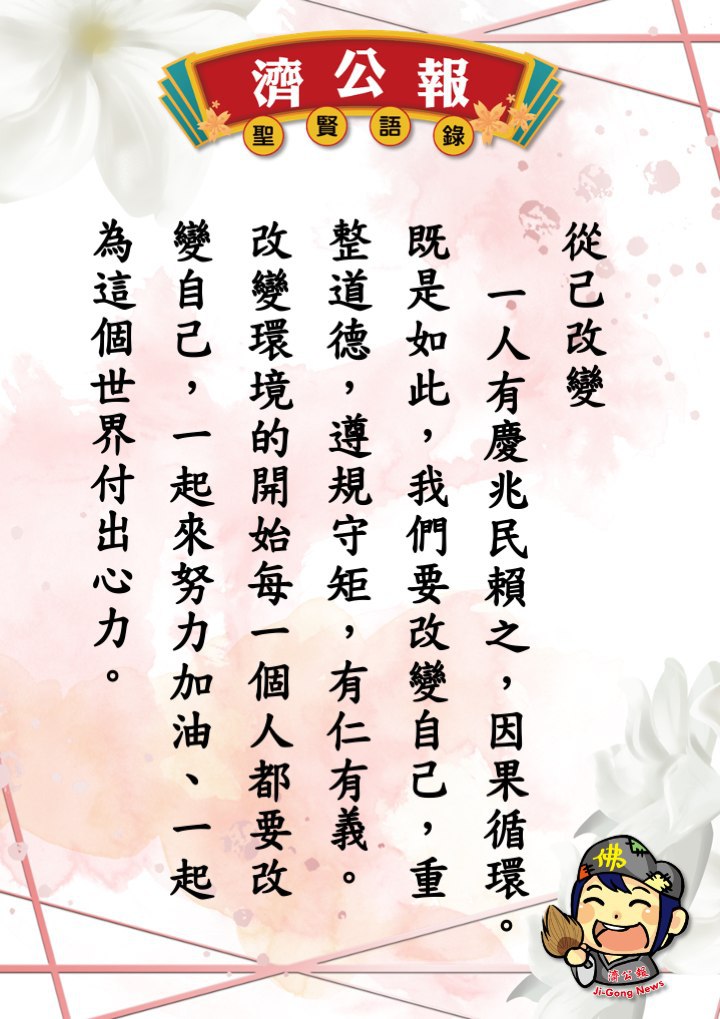 濟公報
聖賢語錄
從己改變
一人有慶兆民賴之，因果循環。
既是如此，我們要改變自己，重
整道德，遵規守矩，有仁有義。
改變環境的開始每一個人都要改
變自己，一起來努力加油、一起
為這個世界付出心力。
佛
濟公報
Ji-Gong News